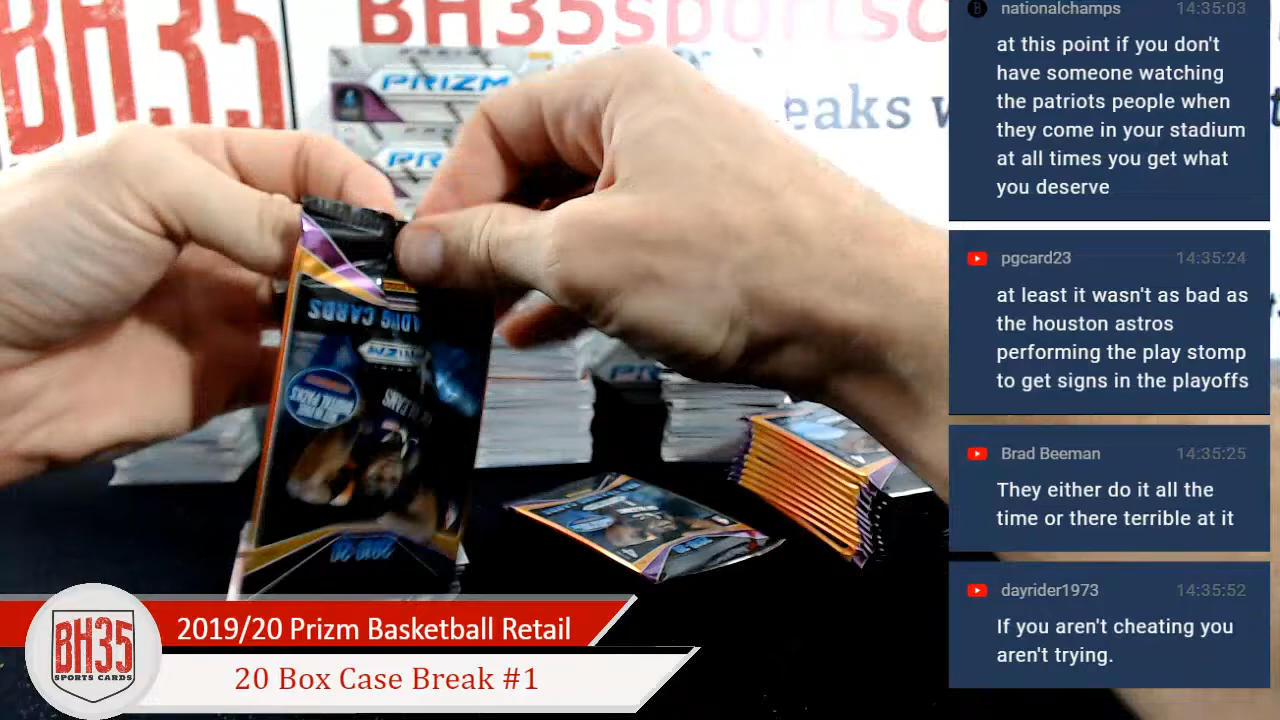 BH35
BH35sportsc
PRIZM
PR
eaks w
2019-20
PRIZM
2019/20 Prizm Basketball Retail
20 Box Case Break #1
BH35
SPORTS CARDS
nationalchamps 14:35:03
at this point if you don't
have someone watching
the patriots people when
they come in your stadium
at all times you get what
you deserve
pgcard23 14:35:24
at least it wasn't as bad as
the houston astros
performing the play stomp
to get signs in the playoffs
Brad Beeman 14:35:25
They either do it all the
time or there terrible at it
dayrider1973 14:35:52
If you aren't cheating you
aren't trying.